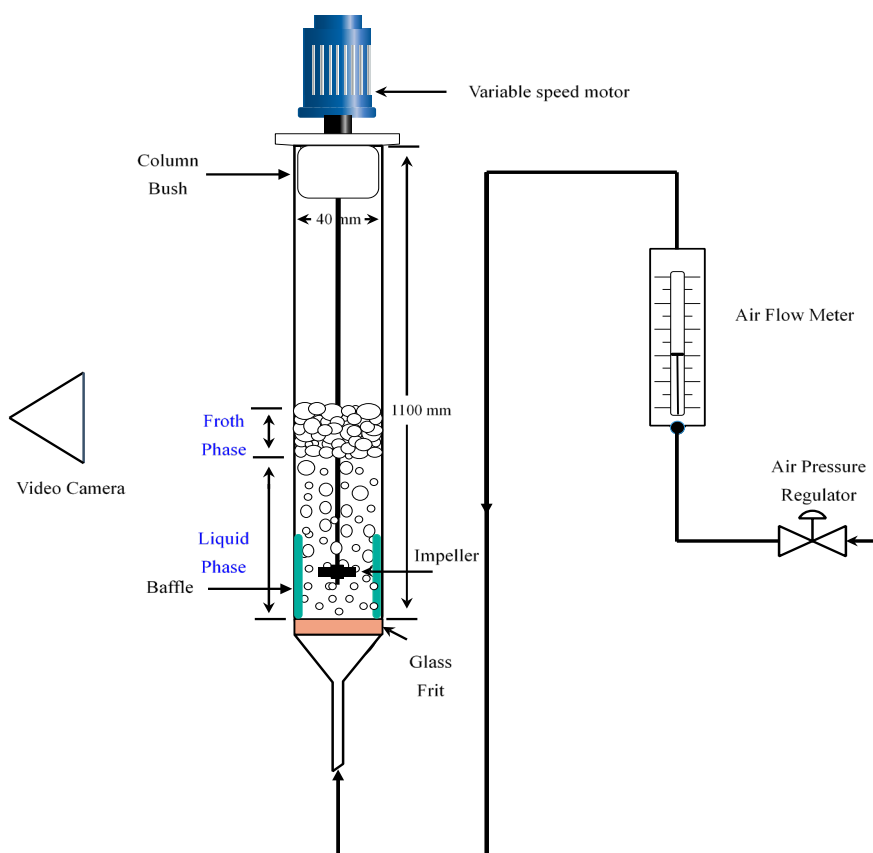 Variable speed motor
Column
Bush
40 mm
Air Flow Meter
1100 mm
Froth
Phase
Video Camera
Air Pressure
Regulator
Liquid
Phase
Impeller
Baffle
Glass
Frit